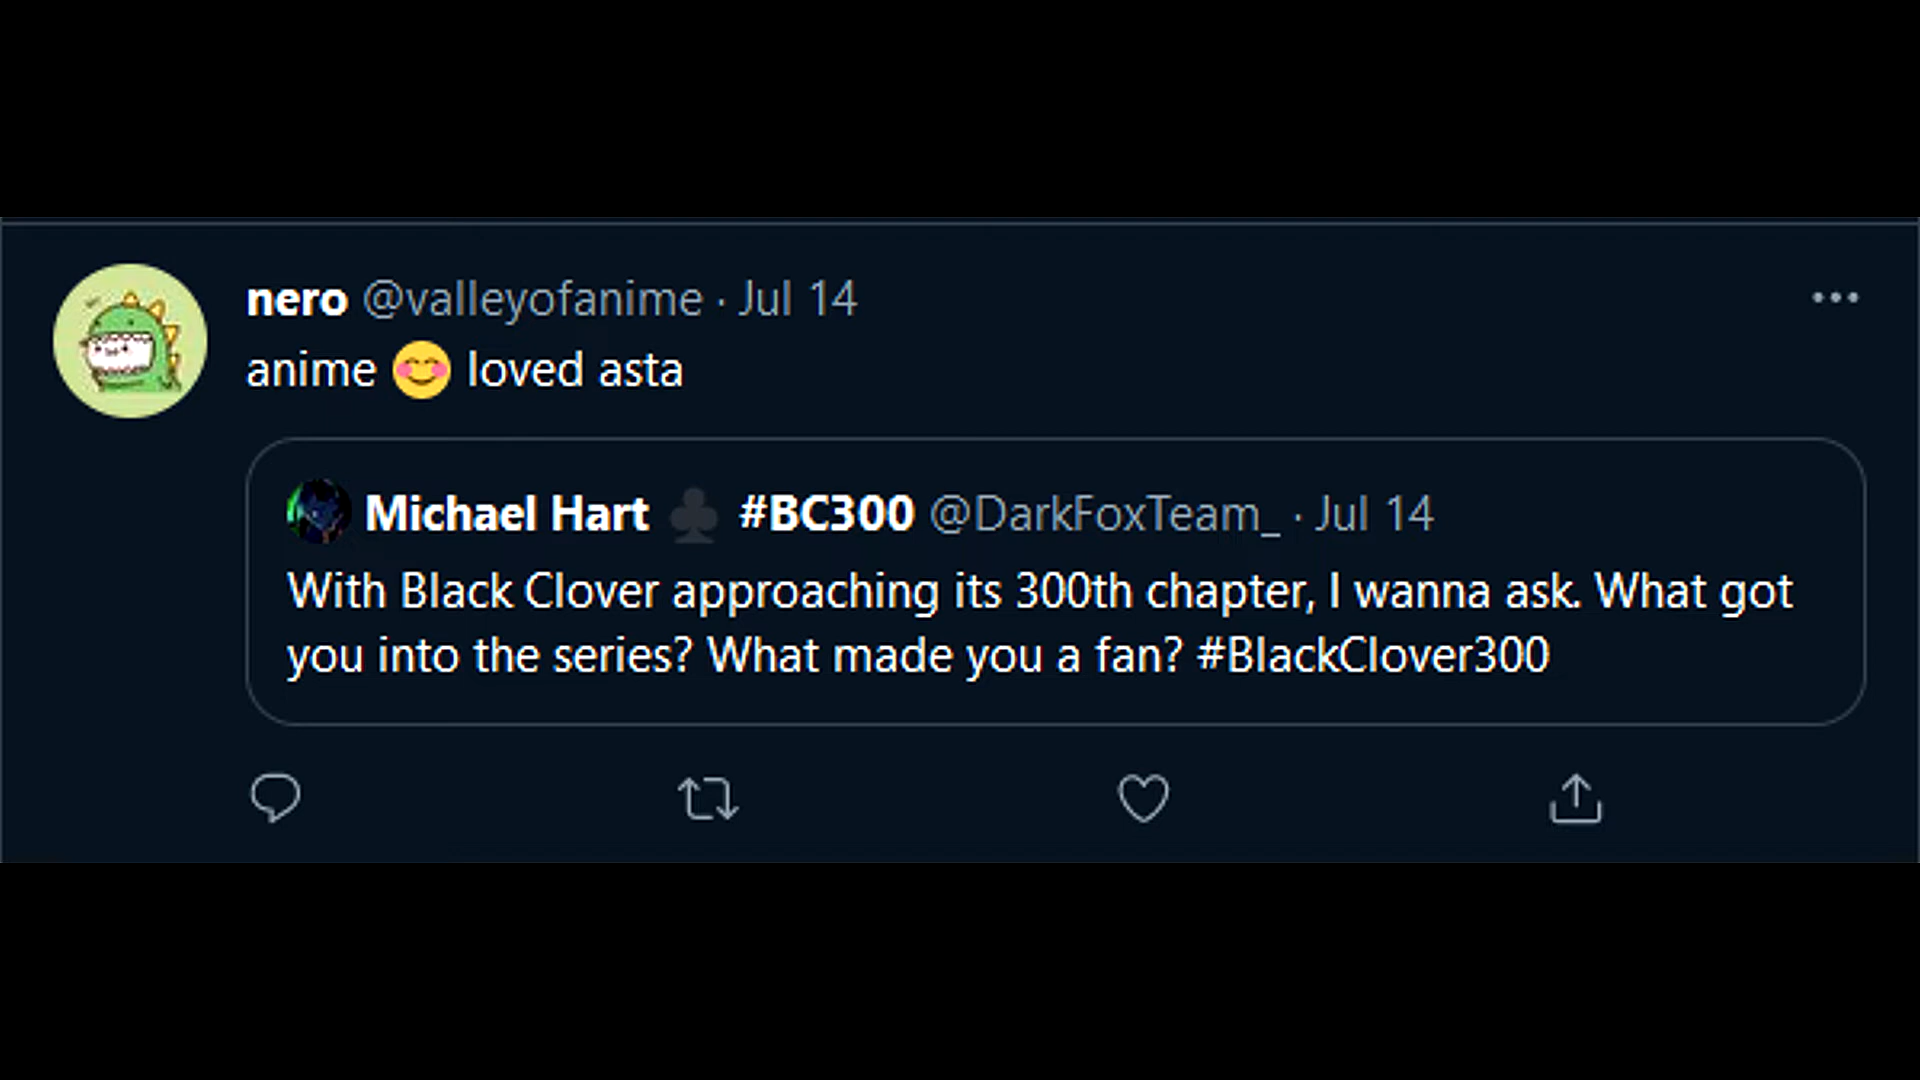 nero @valleyofanime · Jul 14
anime 😊 loved asta
Michael Hart ♣ #BC300 @DarkFoxTeam_ · Jul 14
With Black Clover approaching its 300th chapter, I wanna ask. What got
you into the series? What made you a fan? #BlackClover300